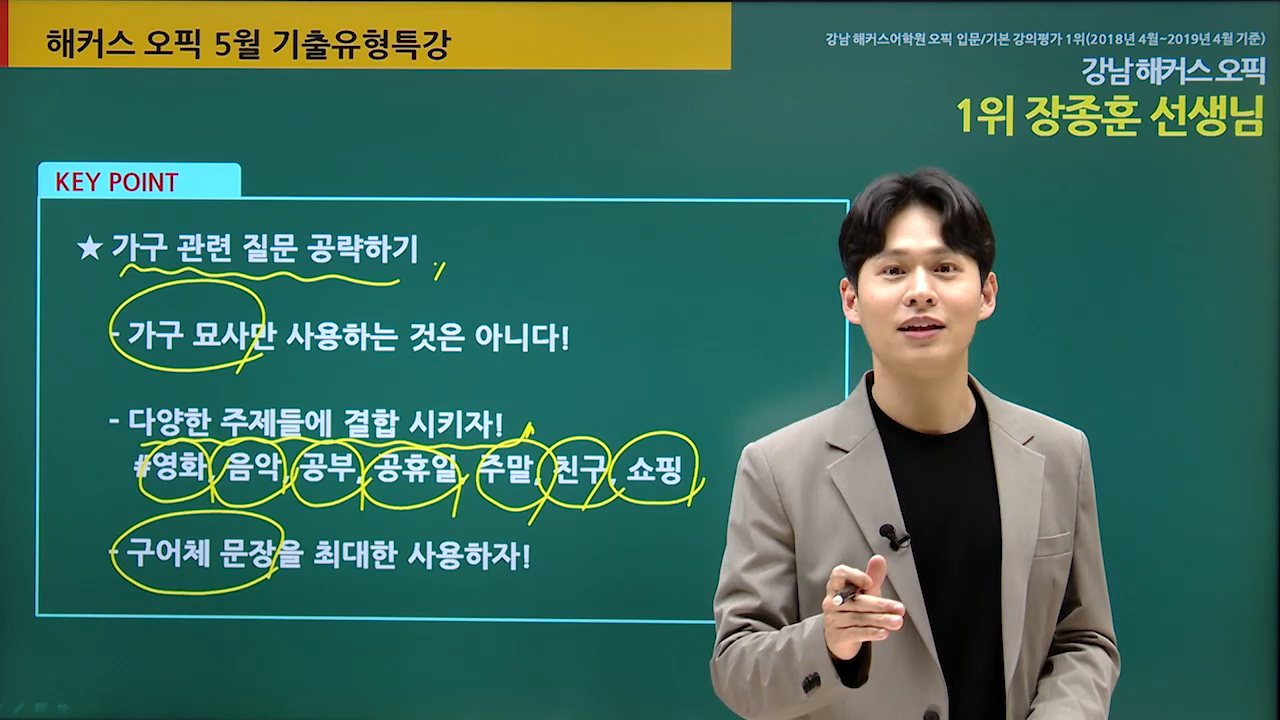 해커스 오픽 5월 기출유형특강
강남 해커스어학원 오픽 입문/기본 강의평가 1위(2018년 4월~2019년 4월 기준)
강남 해커스 오픽
1위 장종훈 선생님
KEY POINT
★ 가구 관련 질문 공략하기
- 가구 묘사만 사용하는 것은 아니다!
- 다양한 주제들에 결합 시키자!
#영화, 음악, 공부, 공휴일, 주말, 친구, 쇼핑
- 구어체 문장을 최대한 사용하자!